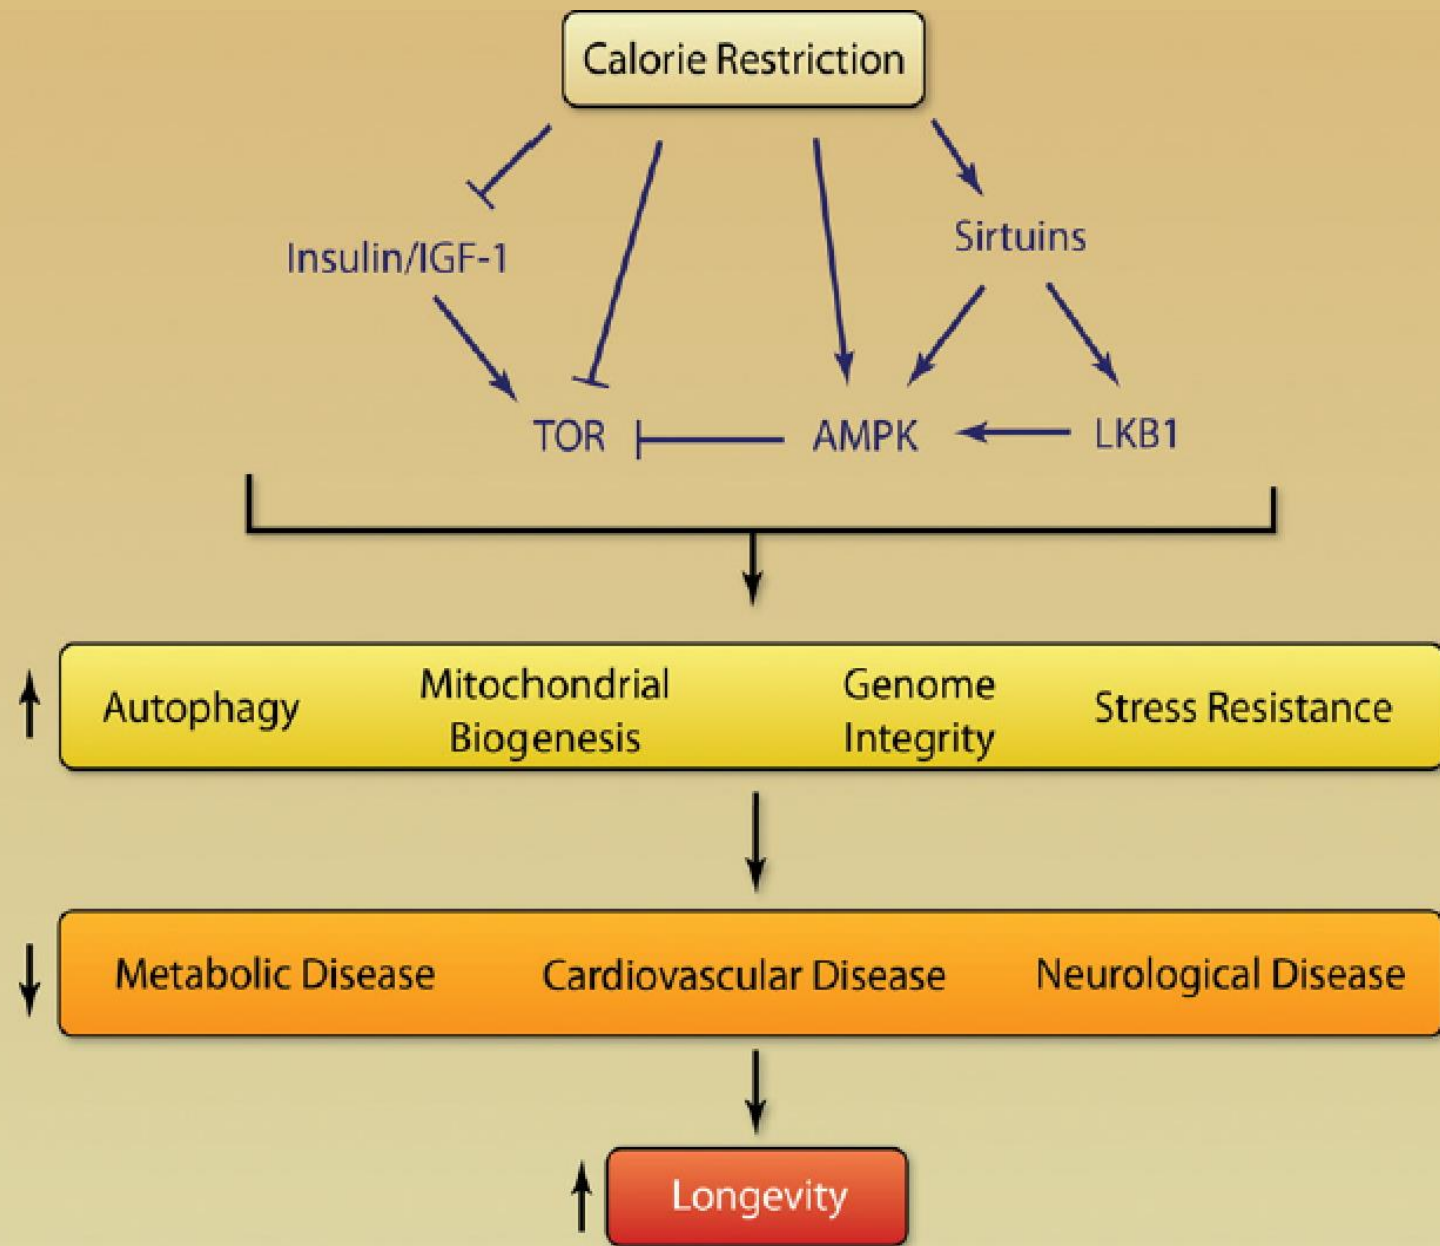 Calorie Restriction
Sirtuins
Insulin/IGF-1
TOR AMPK LKB1
Autophagy
Mitochondrial
Biogenesis
Genome
Integrity
Stress Resistance
Metabolic Disease Cardiovascular Disease Neurological Disease
Longevity